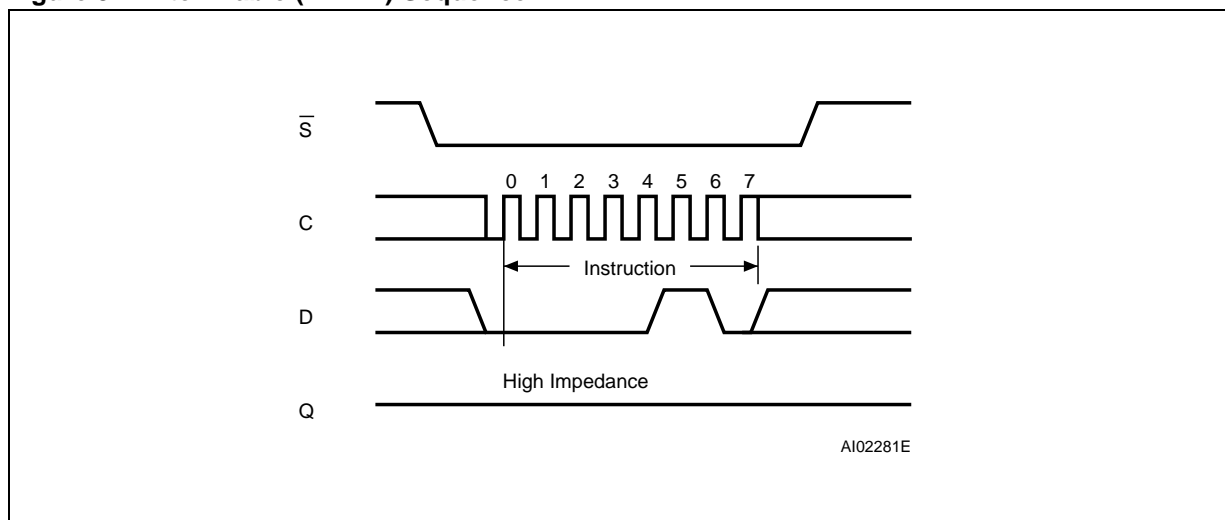 S̅
0 1 2 3 4 5 6 7
C
Instruction
D
High Impedance
Q
AI02281E